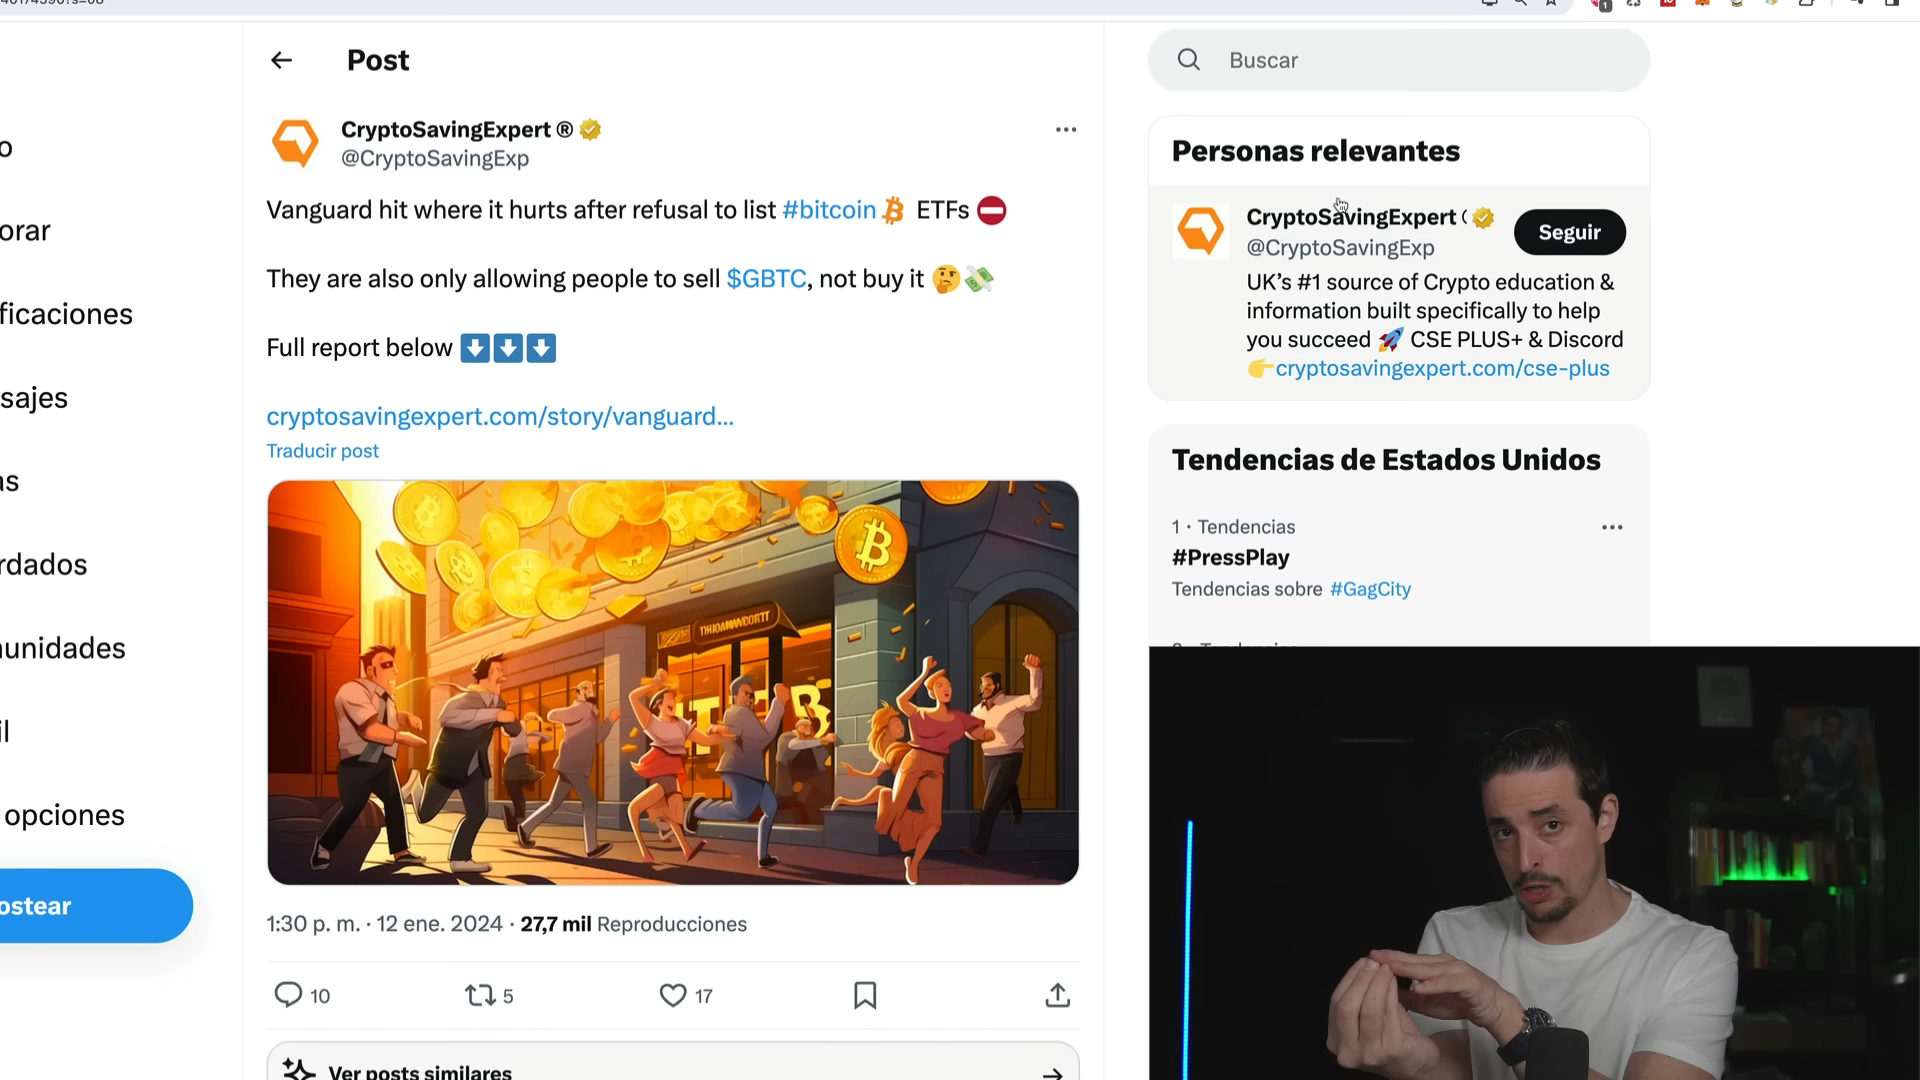 Post
Buscar
CryptoSavingExpert ®
@CryptoSavingExp
Vanguard hit where it hurts after refusal to list #bitcoin ETFs
They are also only allowing people to sell $GBTC, not buy it
Full report below
cryptosavingexpert.com/story/vanguard...
Traducir post
1:30 p. m. · 12 ene. 2024 · 27,7 mil Reproducciones
10
5
17
Ver posts similares
Personas relevantes
CryptoSavingExpert
@CryptoSavingExp
Seguir
UK's #1 source of Crypto education &
information built specifically to help
you succeed 🚀 CSE PLUS+ & Discord
👉cryptosavingexpert.com/cse-plus
Tendencias de Estados Unidos
1 · Tendencias
#PressPlay
Tendencias sobre #GagCity
orar
ficaciones
sajes
as
rdados
unidades
il
opciones
ostear